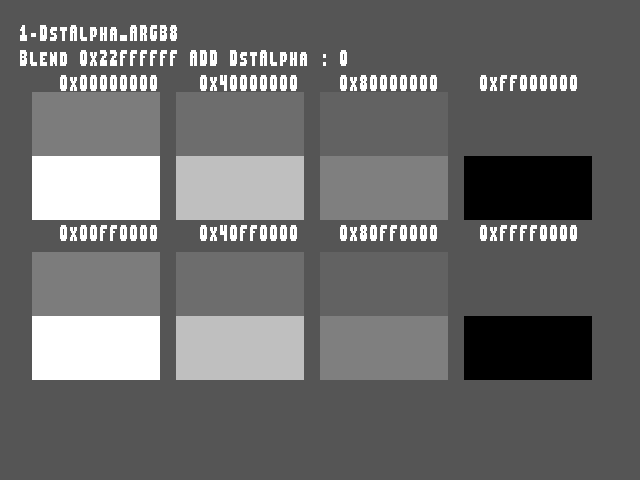 1-DstAlpha_ARGB8
Blend 0x22ffffff ADD DstAlpha : 0
0x00000000 0x40000000 0x80000000 0xff000000
0x00ff0000 0x40ff0000 0x80ff0000 0xffff0000